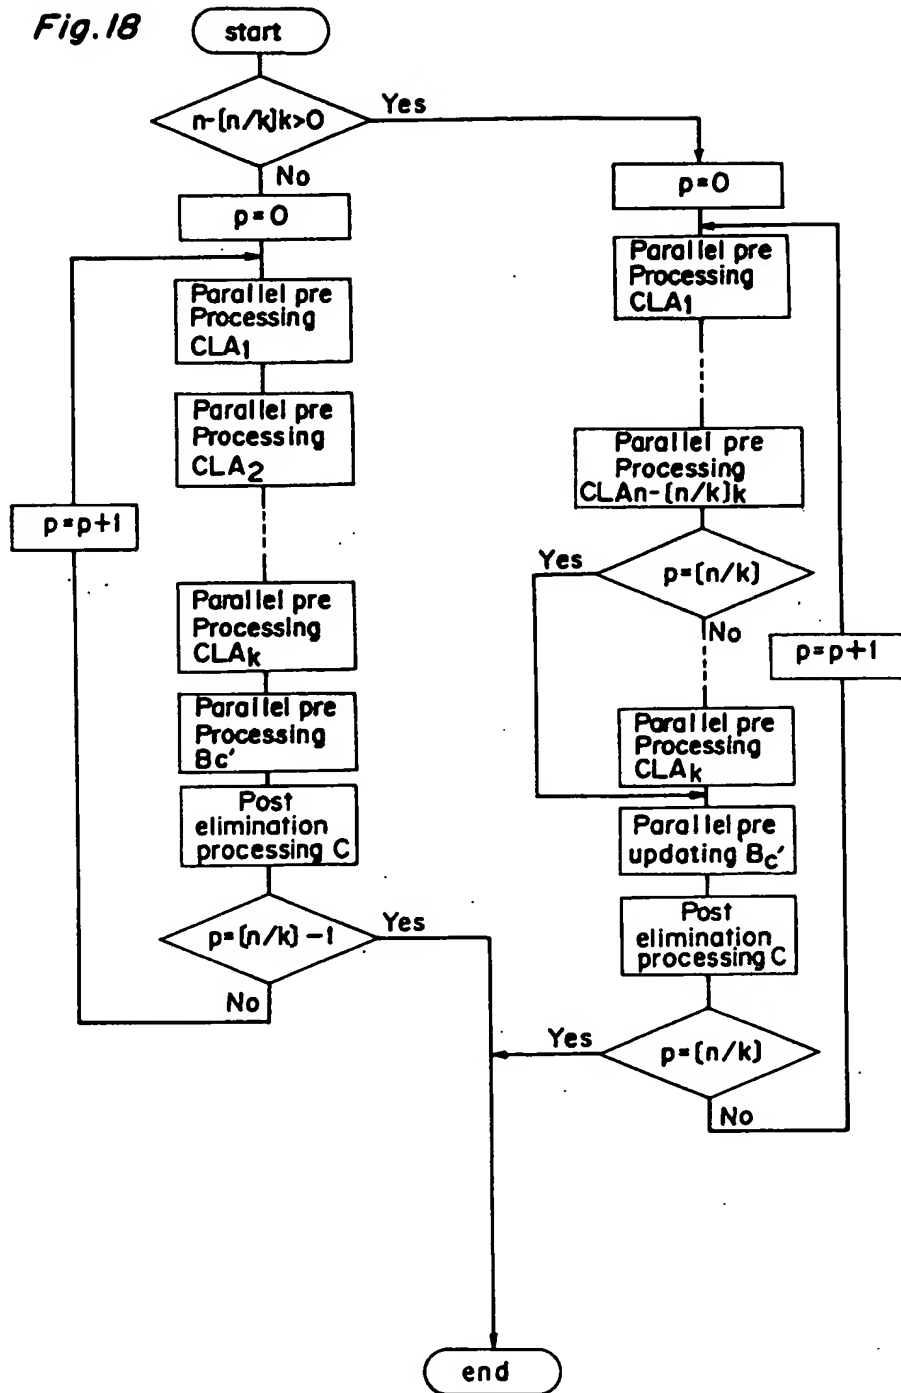 Fig.18
start
n-[n/k]k>0
Yes
No
p=0
Parallel pre
Processing
CLA1
Parallel pre
Processing
CLA2
p=p+1
Parallel pre
Processing
CLAk
Parallel pre
Processing
Bc'
Post
elimination
processing C
p=[n/k]-1
Yes
No
p=0
Parallel pre
Processing
CLA1
Parallel pre
Processing
CLAn-[n/k]k
Yes
p=[n/k]
No
p=p+1
Parallel pre
Processing
CLAk
Parallel pre
updating Bc'
Post
elimination
processing C
Yes
p=[n/k]
No
end